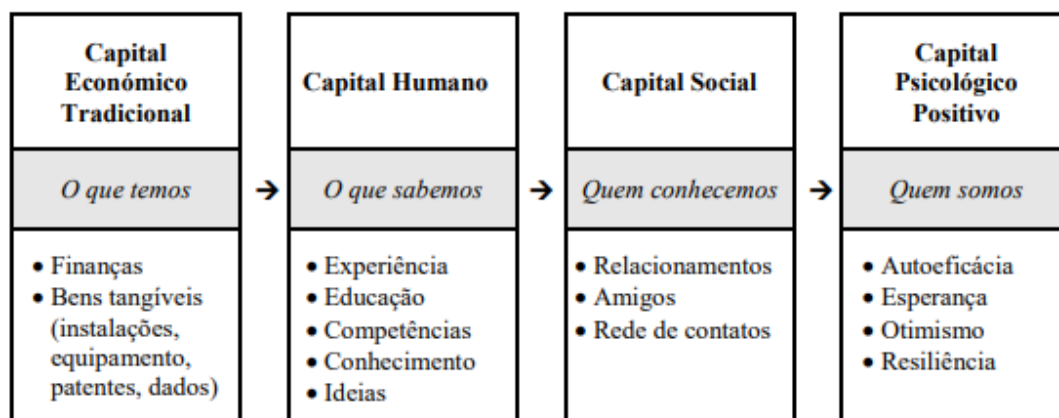 Capital
Económico
Tradicional
O que temos
• Finanças
• Bens tangíveis
(instalações,
equipamento,
patentes, dados)
→
Capital Humano
O que sabemos
• Experiência
• Educação
• Competências
• Conhecimento
• Ideias
→
Capital Social
Quem conhecemos
• Relacionamentos
• Amigos
• Rede de contatos
→
Capital
Psicológico
Positivo
Quem somos
• Autoeficácia
• Esperança
• Otimismo
• Resiliência